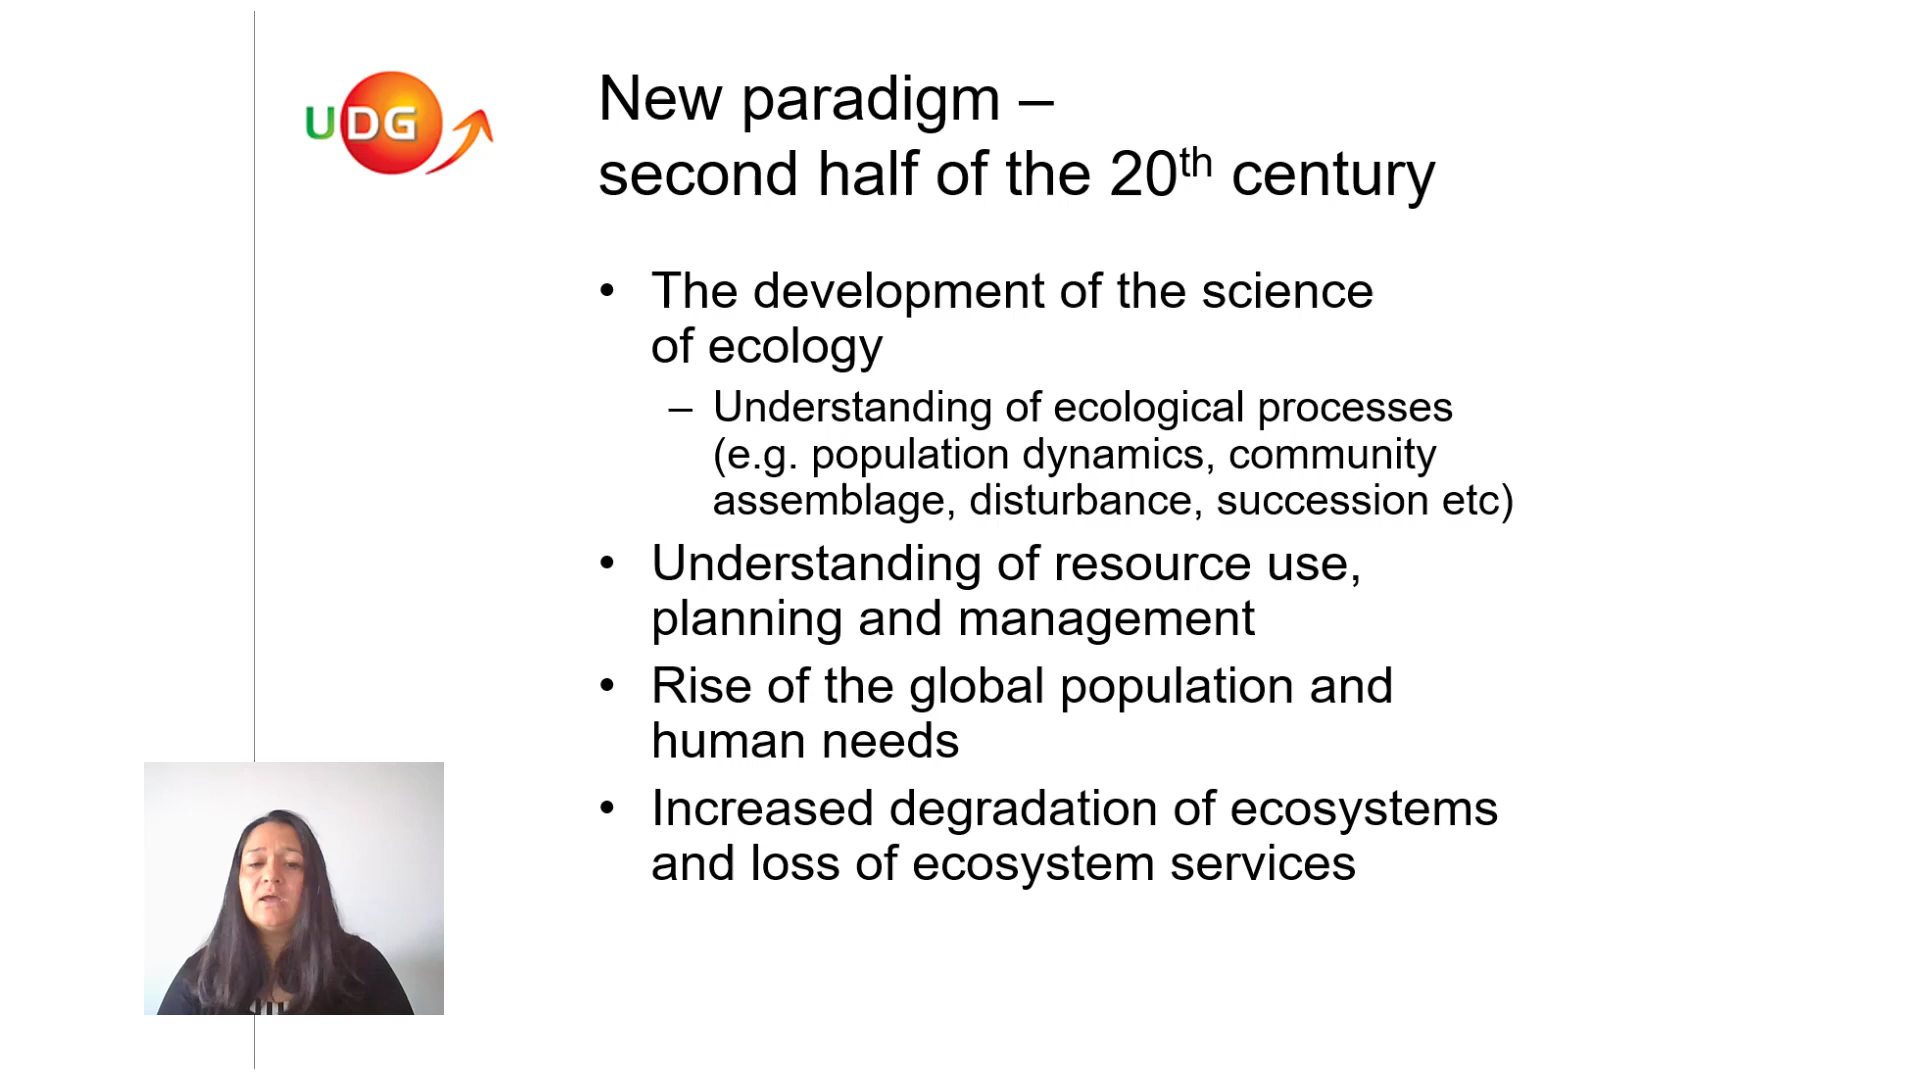 UDG
New paradigm –
second half of the 20th century
• The development of the science
of ecology
– Understanding of ecological processes
(e.g. population dynamics, community
assemblage, disturbance, succession etc)
• Understanding of resource use,
planning and management
• Rise of the global population and
human needs
• Increased degradation of ecosystems
and loss of ecosystem services